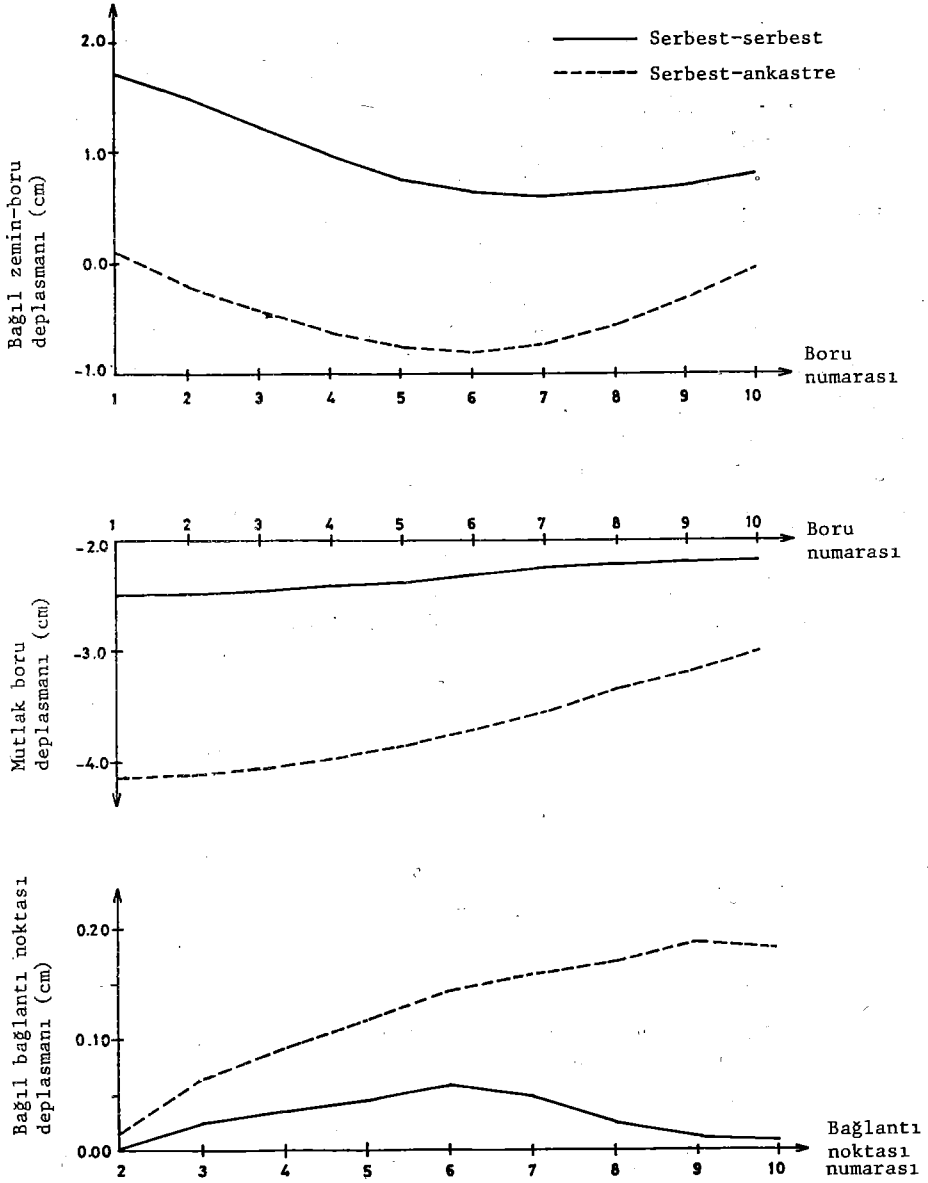 Serbest-serbest
Serbest-ankastre
Bağıl zemin-boru
deplasmanı (cm)
2.0
1.0
0.0
-1.0
1 2 3 4 5 6 7 8 9 10
Boru
numarası
1 2 3 4 5 6 7 8 9 10
Boru
numarası
Mutlak boru
deplasmanı (cm)
-2.0
-3.0
-4.0
Bağıl bağlantı noktası
deplasmanı (cm)
0.20
0.10
0.00
2 3 4 5 6 7 8 9 10
Bağlantı
noktası
numarası